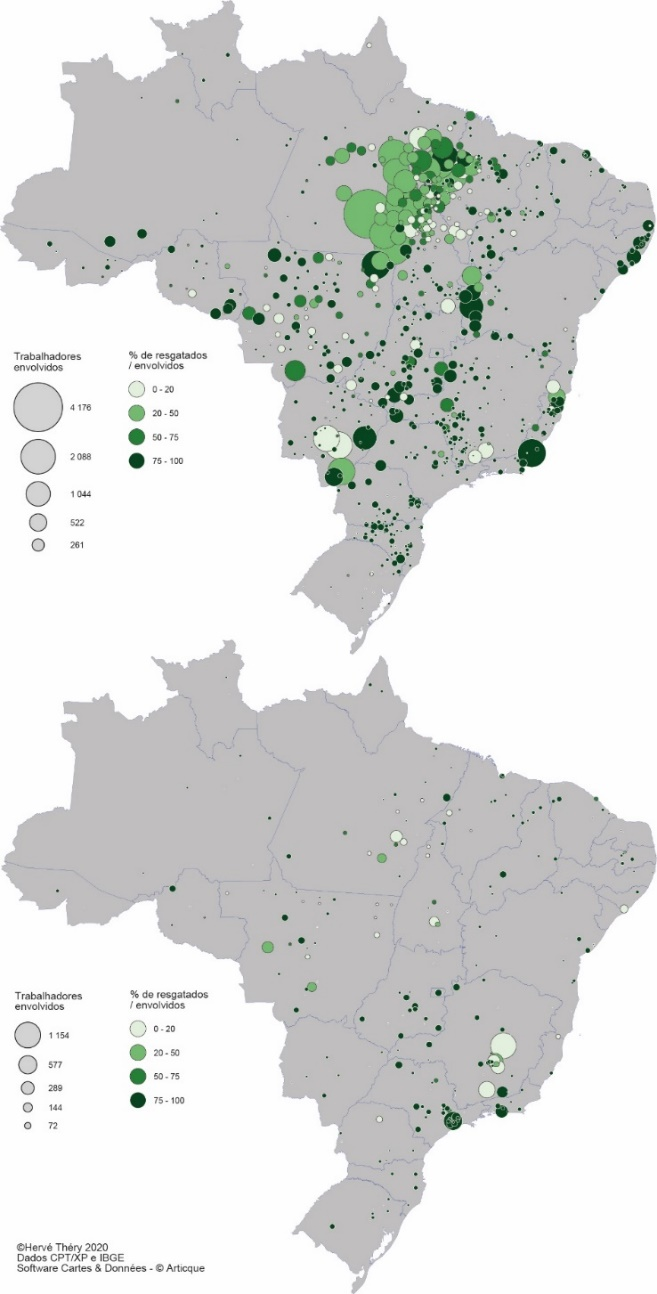 Trabalhadores
envolvidos
4 176
2 088
1 044
522
261
% de resgatados
/ envolvidos
0 - 20
20 - 50
50 - 75
75 - 100
Trabalhadores
envolvidos
1 154
577
289
144
72
% de resgatados
/ envolvidos
0 - 20
20 - 50
50 - 75
75 - 100
©Hervé Théry 2020
Dados CPT/XP e IBGE
Software Cartes & Données - © Articque